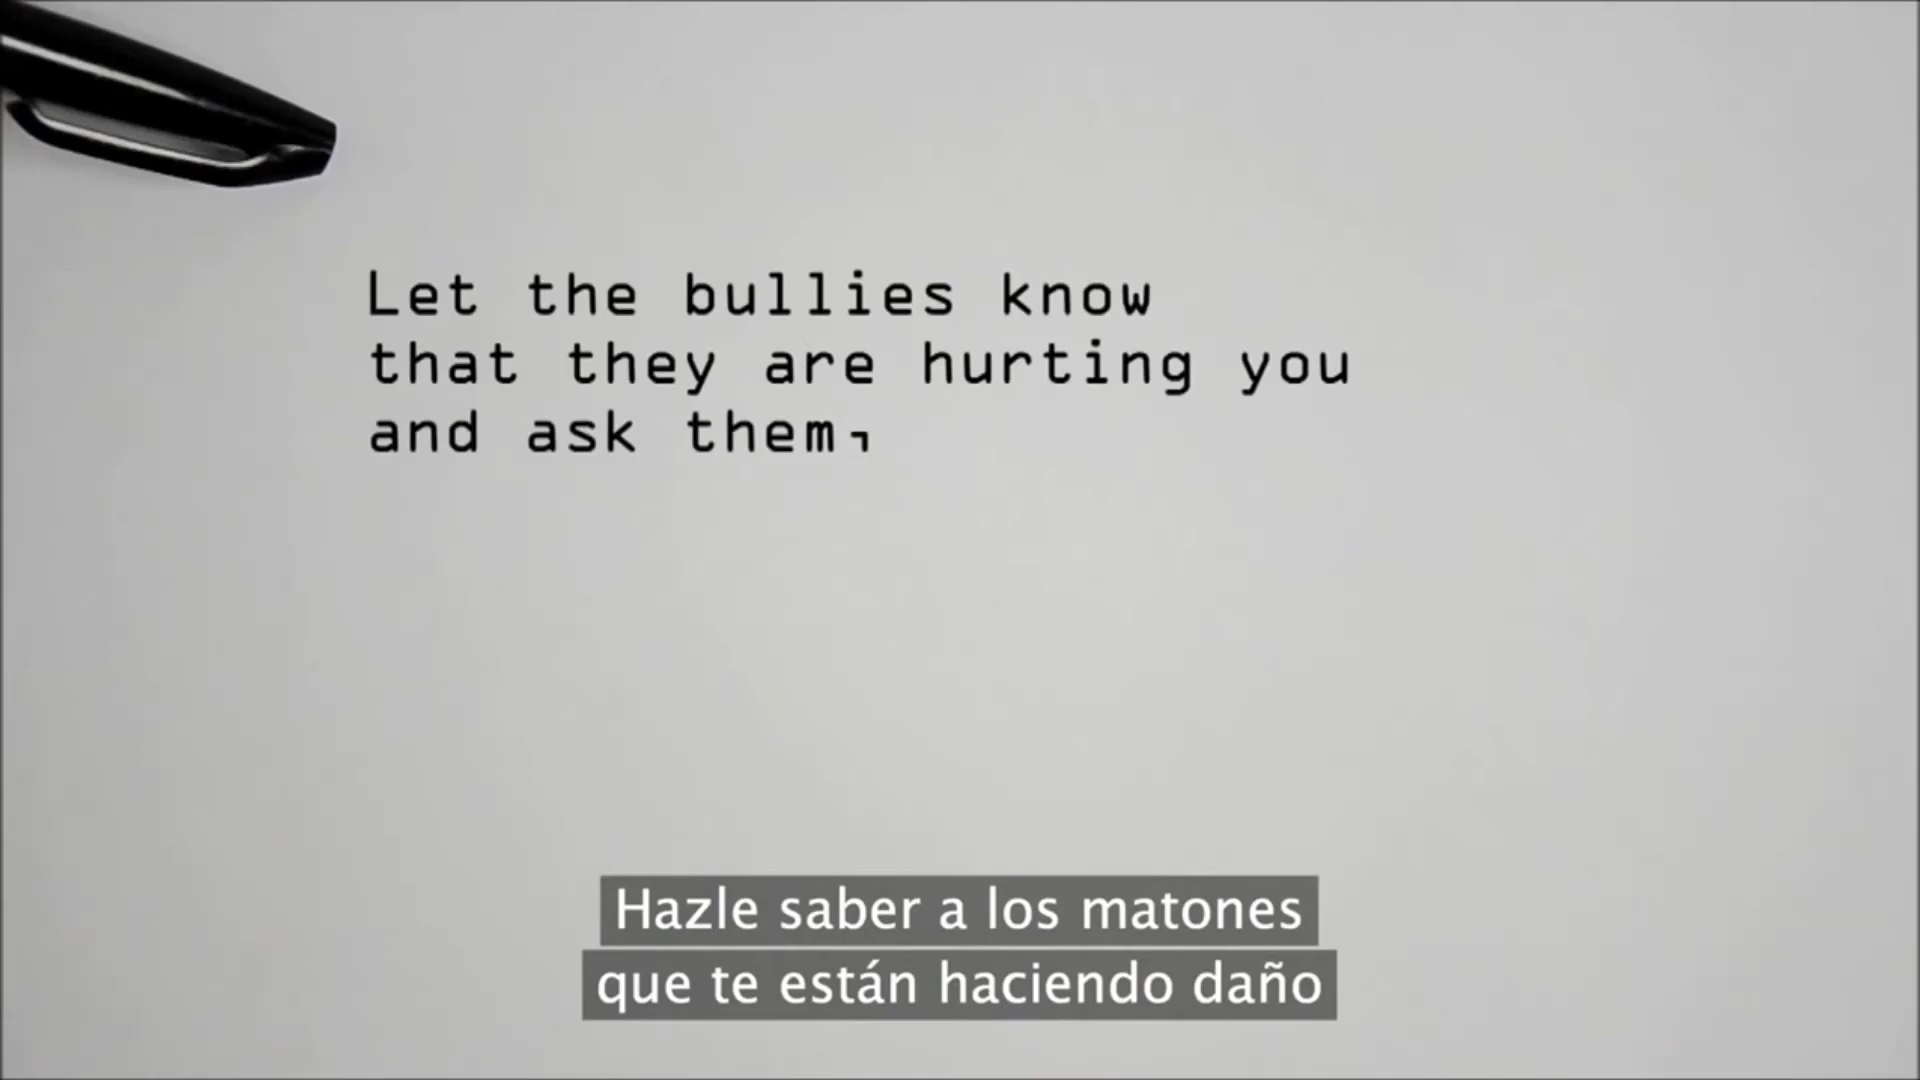 Let the bullies know
that they are hurting you
and ask them
Hazle saber a los matones
que te están haciendo daño